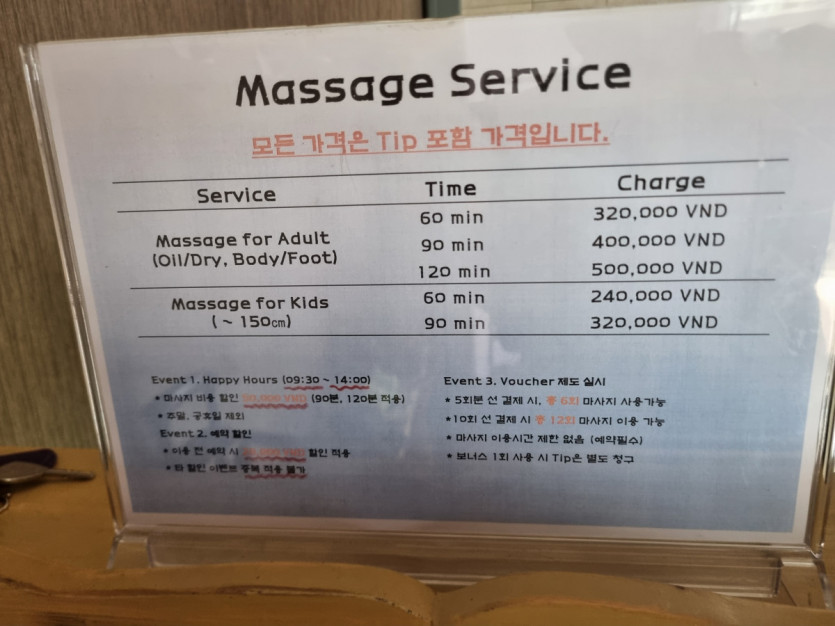 Massage Service
모든 가격은 Tip 포함 가격입니다.
Service Time Charge
Massage for Adult
(Oil/Dry, Body/Foot)
60 min 320,000 VND
90 min 400,000 VND
120 min 500,000 VND
Massage for Kids
( ~ 150㎝)
60 min 240,000 VND
90 min 320,000 VND
Event 1. Happy Hours (09:30 ~ 14:00)
* 마사지 비용 할인 VND (90분, 120분 적용)
* 주말, 공휴일 제외
Event 2. 예약 할인
* 이용 전 예약 시 VND 할인 적용
* 타 할인 이벤트 중복 적용 불가
Event 3. Voucher 제도 실시
* 5회분 선 결제 시, 총 6회 마사지 사용가능
*10회 선 결제 시 총 13회 마사지 이용 가능
* 마사지 이용시간 제한 없음 (예약필수)
* 보너스 1회 사용 시 Tip은 별도 청구